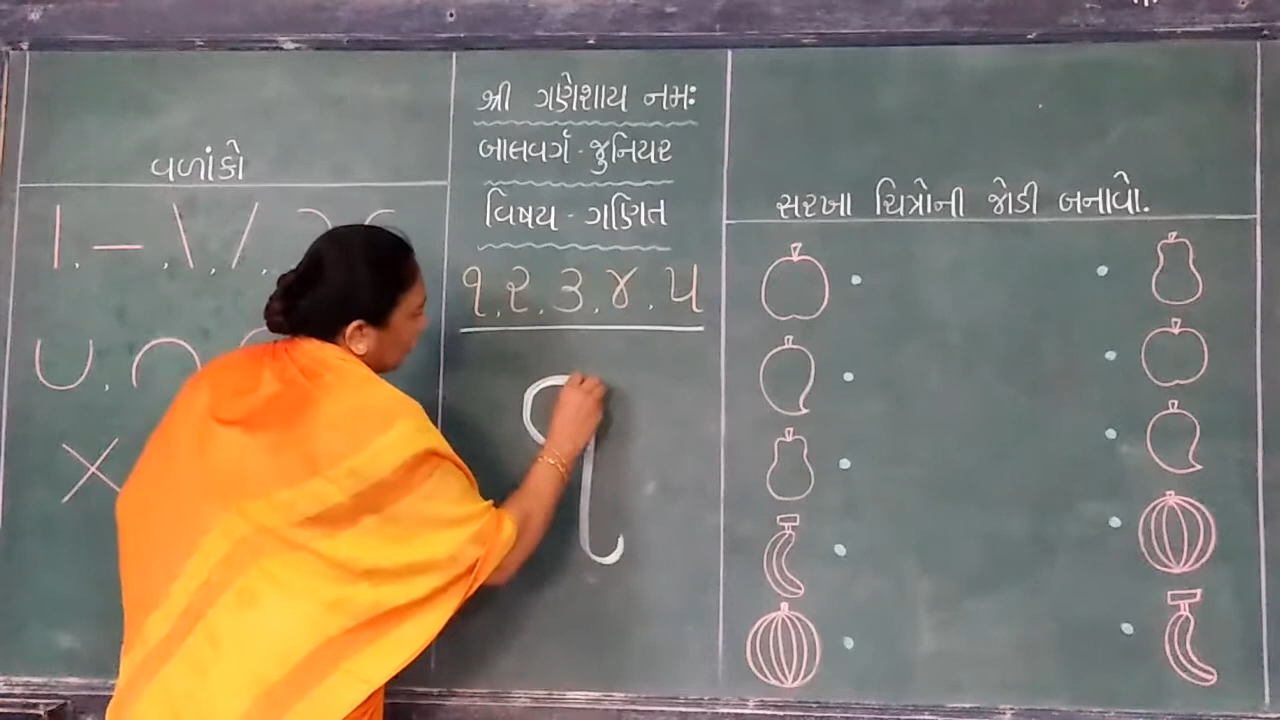 વળાંકો
શ્રી ગણેશાય નમઃ
બાલવર્ગ - જુનિયર
વિષય - ગણિત
૧, ૨, ૩, ૪, ૫
૧
સરખા ચિત્રોની જોડી બનાવો.